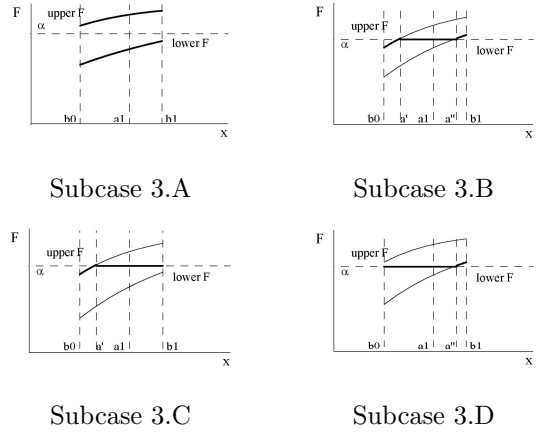 F
upper F
α
lower F
b0 a1 b1
x
Subcase 3.A
F
upper F
α
lower F
b0 a' a1 a" b1
x
Subcase 3.B
F
upper F
α
lower F
b0 a' a1 b1
x
Subcase 3.C
F
upper F
α
lower F
b0 a1 a" b1
x
Subcase 3.D